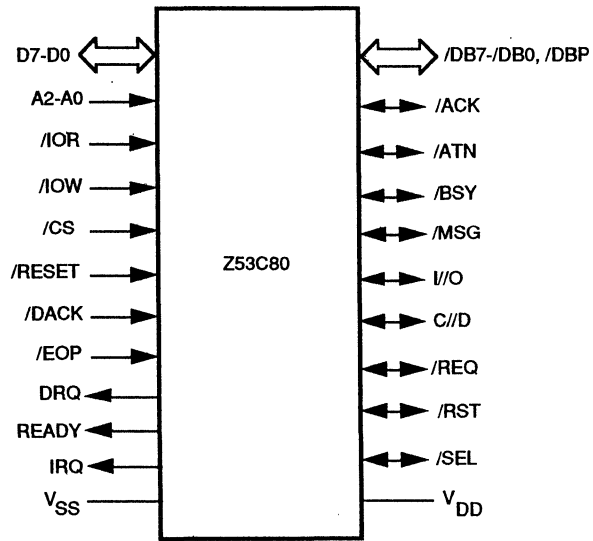 D7-D0
A2-A0
/IOR
/IOW
/CS
/RESET
/DACK
/EOP
DRQ
READY
IRQ
VSS
Z53C80
/DB7-/DB0, /DBP
/ACK
/ATN
/BSY
/MSG
I//O
C//D
/REQ
/RST
/SEL
VDD